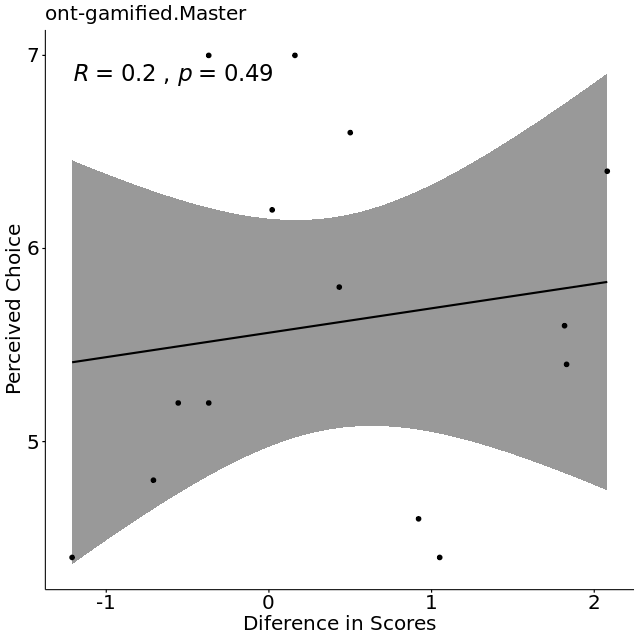 ont-gamified.Master
R = 0.2 , p = 0.49
7
6
5
Perceived Choice
-1 0 1 2
Diference in Scores